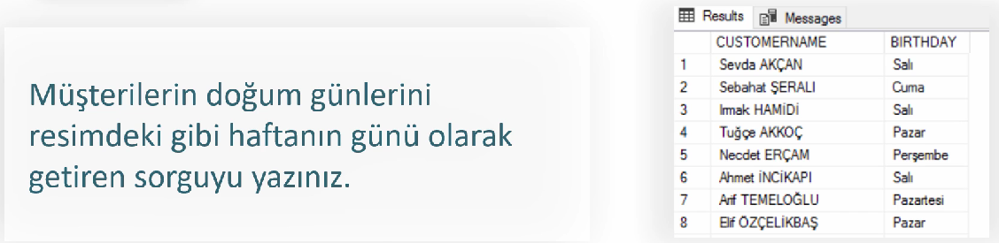 Müşterilerin doğum günlerini
resimdeki gibi haftanın günü olarak
getiren sorguyu yazınız.
Results Messages
CUSTOMERNAME BIRTHDAY
1 Sevda AKÇAN Salı
2 Sebahat ŞERALI Cuma
3 Irmak HAMİDİ Salı
4 Tuğçe AKKOÇ Pazar
5 Necdet ERÇAM Perşembe
6 Ahmet İNCİKAPI Salı
7 Arif TEMELOĞLU Pazartesi
8 Elif ÖZÇELİKBAŞ Pazar